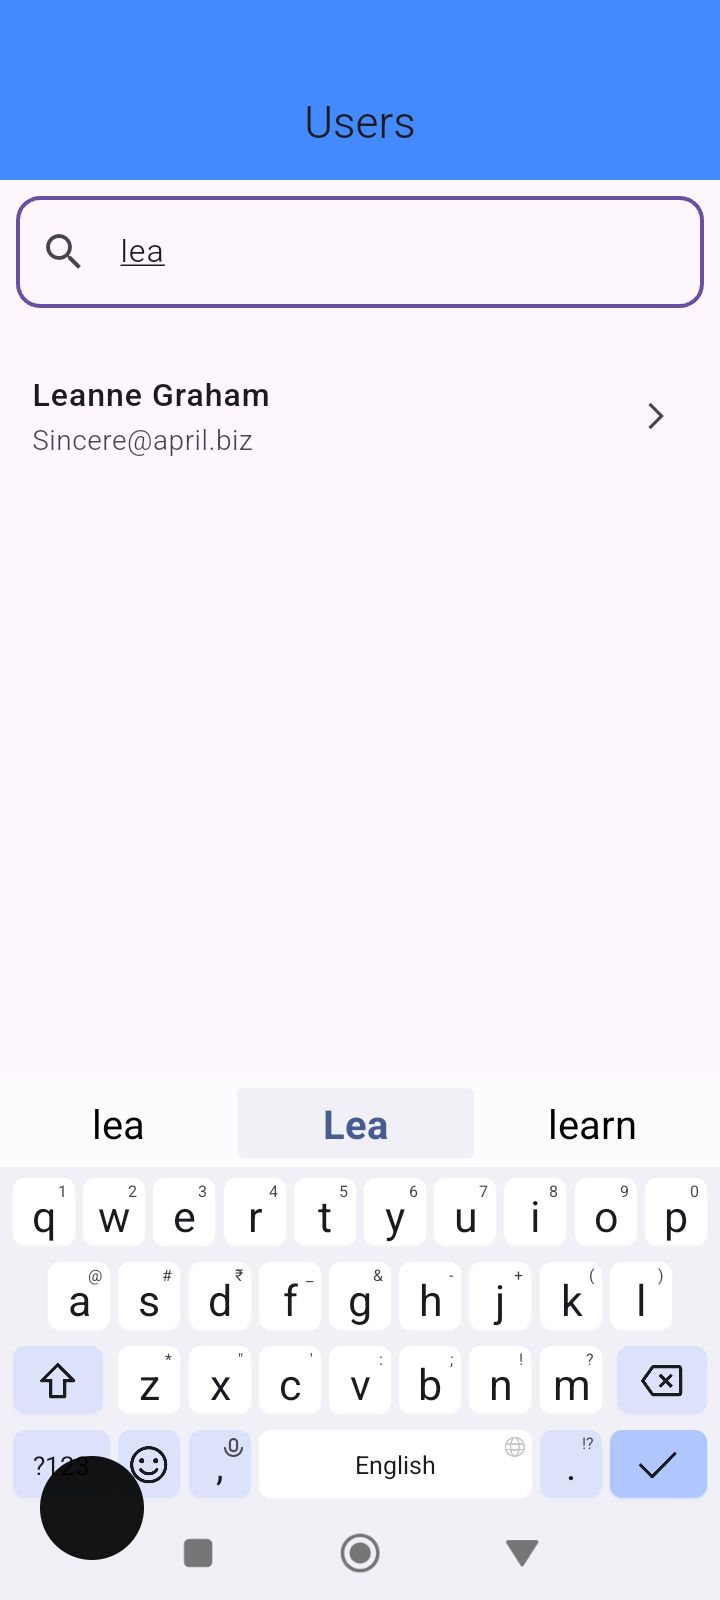 Users
lea
Leanne Graham
Sincere@april.biz
lea Lea learn
1 2 3 4 5 6 7 8 9 0
q w e r t y u i o p
@ # ₹ _ & - + ( )
a s d f g h j k l
* " ' : ; ! ?
z x c v b n m
?123 , English !? .